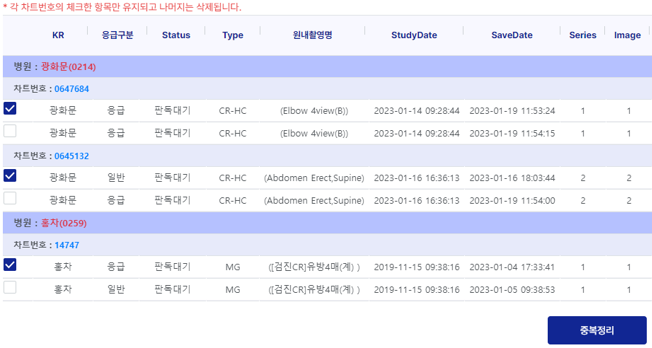 * 각 차트번호의 체크한 항목만 유지되고 나머지는 삭제됩니다.
KR 응급구분 Status Type 원내촬영명 StudyDate SaveDate Series Image
병원 : 광화문(0214)
차트번호 : 0647684
광화문 응급 판독대기 CR-HC (Elbow 4view(B)) 2023-01-14 09:28:44 2023-01-19 11:53:24 1 1
광화문 응급 판독대기 CR-HC (Elbow 4view(B)) 2023-01-14 09:28:44 2023-01-19 11:54:15 1 1
차트번호 : 0645132
광화문 일반 판독대기 CR-HC (Abdomen Erect,Supine) 2023-01-16 16:36:13 2023-01-16 18:03:44 2 2
광화문 응급 판독대기 CR-HC (Abdomen Erect,Supine) 2023-01-16 16:36:13 2023-01-19 11:54:00 2 2
병원 : 홀자(0259)
차트번호 : 14747
홀자 응급 판독대기 MG ([검진CR]유방4매(계) ) 2019-11-15 09:38:16 2023-01-04 17:33:41 1 1
홀자 일반 판독대기 MG ([검진CR]유방4매(계) ) 2019-11-15 09:38:16 2023-01-05 09:38:53 1 1
중복정리